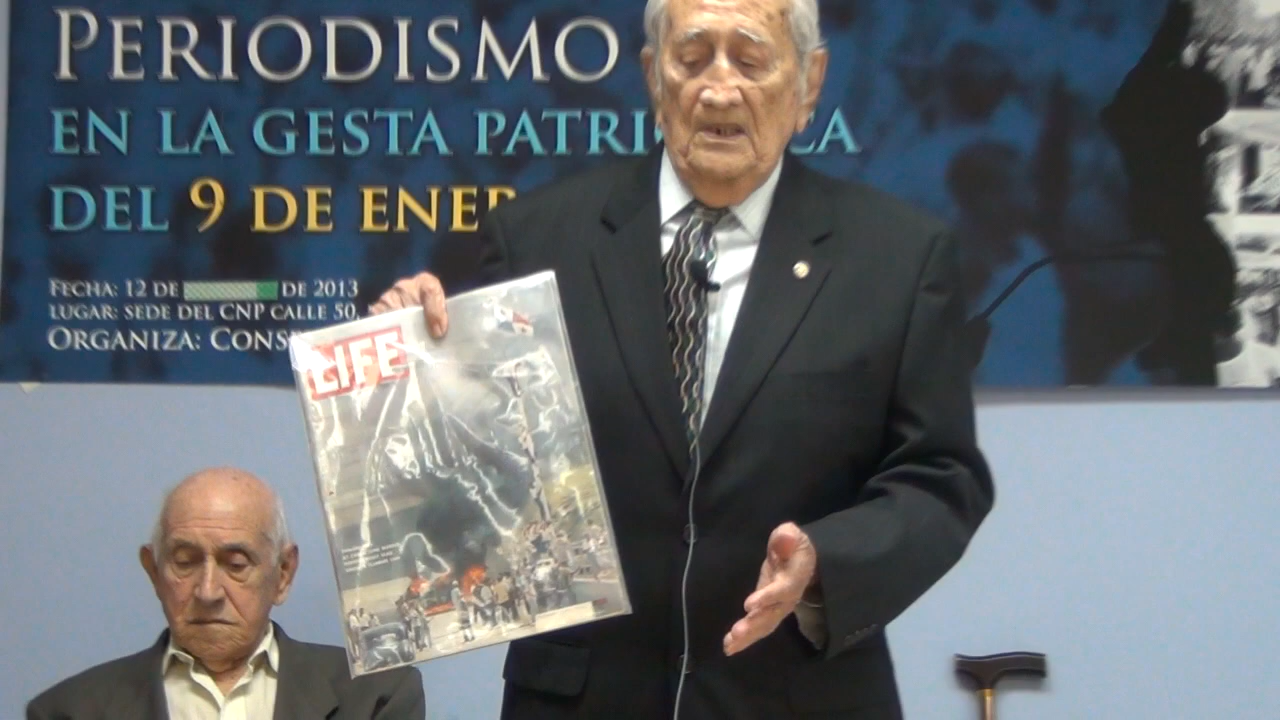 PERIODISMO
EN LA GESTA PATRI CA
DEL 9 DE ENER
FECHA: 12 DE DE 2013
LUGAR: SEDE DEL CNP CALLE 50,
ORGANIZA: CONS
LIFE